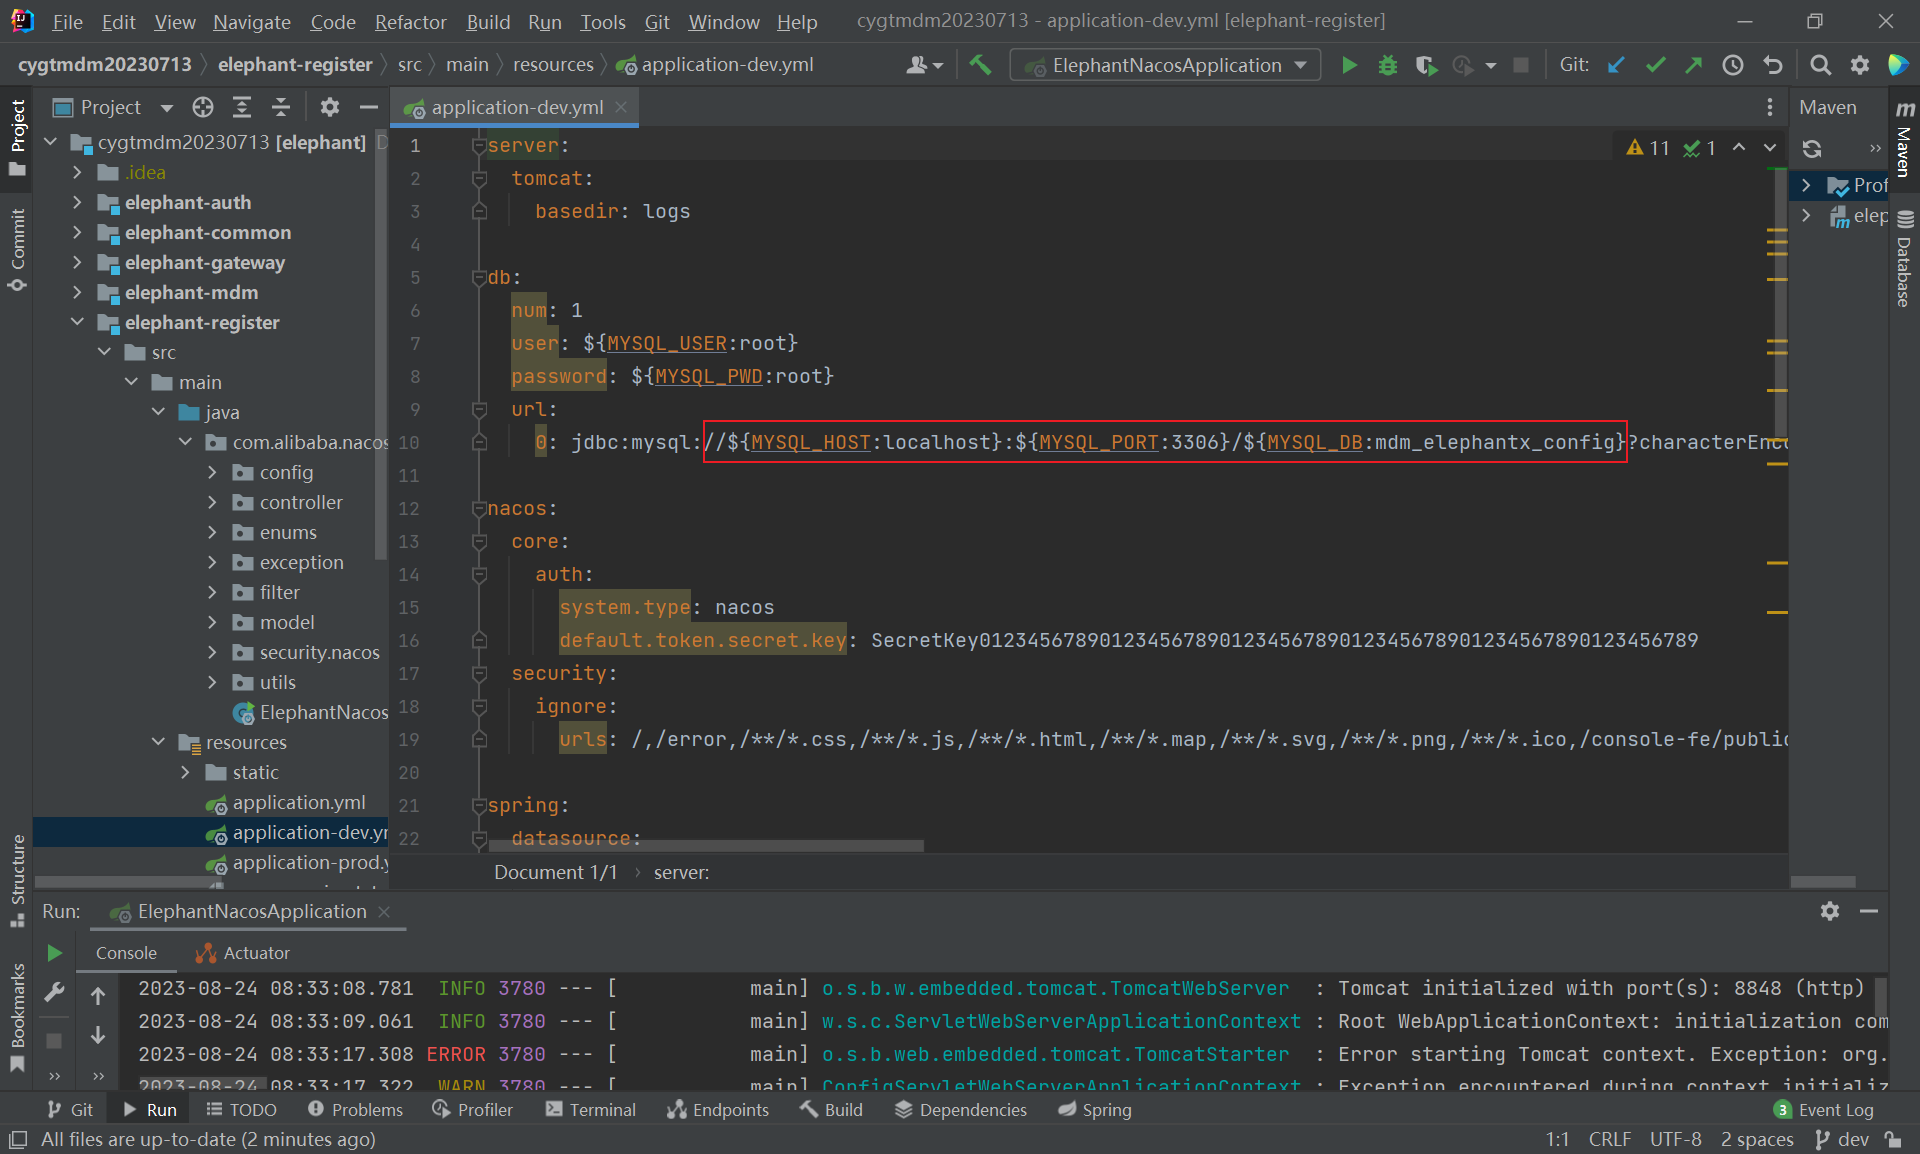 File Edit View Navigate Code Refactor Build Run Tools Git Window Help cygtmdm20230713 - application-dev.yml [elephant-register]
cygtmdm20230713 elephant-register src main resources application-dev.yml ElephantNacosApplication Git:
Project
application-dev.yml
Maven
Project
Commit
Structure
Bookmarks
cygtmdm20230713 [elephant] D
.idea
elephant-auth
elephant-common
elephant-gateway
elephant-mdm
elephant-register
src
main
java
com.alibaba.nacos
config
controller
enums
exception
filter
model
security.nacos
utils
ElephantNacos
resources
static
application.yml
application-dev.yr
application-prod.y
1 server:
2 tomcat:
3 basedir: logs
4
5 db:
6 num: 1
7 user: ${MYSQL_USER:root}
8 password: ${MYSQL_PWD:root}
9 url:
10 0: jdbc:mysql://${MYSQL_HOST:localhost}:${MYSQL_PORT:3306}/${MYSQL_DB:mdm_elephantx_config}?characterEnco
11
12 nacos:
13 core:
14 auth:
15 system.type: nacos
16 default.token.secret.key: SecretKey012345678901234567890123456789012345678901234567890123456789
17 security:
18 ignore:
19 urls: /,/error,/**/*.css,/**/*.js,/**/*.html,/**/*.map,/**/*.svg,/**/*.png,/**/*.ico,/console-fe/public
20
21 spring:
22 datasource:
11 1
Document 1/1 › server:
Prof
elep
m
Maven
Database
Run: ElephantNacosApplication
Console Actuator
2023-08-24 08:33:08.781 INFO 3780 --- [ main] o.s.b.w.embedded.tomcat.TomcatWebServer : Tomcat initialized with port(s): 8848 (http)
2023-08-24 08:33:09.061 INFO 3780 --- [ main] w.s.c.ServletWebServerApplicationContext : Root WebApplicationContext: initialization com
2023-08-24 08:33:17.308 ERROR 3780 --- [ main] o.s.b.web.embedded.tomcat.TomcatStarter : Error starting Tomcat context. Exception: org.
2023-08-24 08:33:17.322 WARN 3780 --- [ main] ConfigServletWebServerApplicationContext : Exception encountered during context initializ
Git Run TODO Problems Profiler Terminal Endpoints Build Dependencies Spring 3 Event Log
All files are up-to-date (2 minutes ago) 1:1 CRLF UTF-8 2 spaces dev